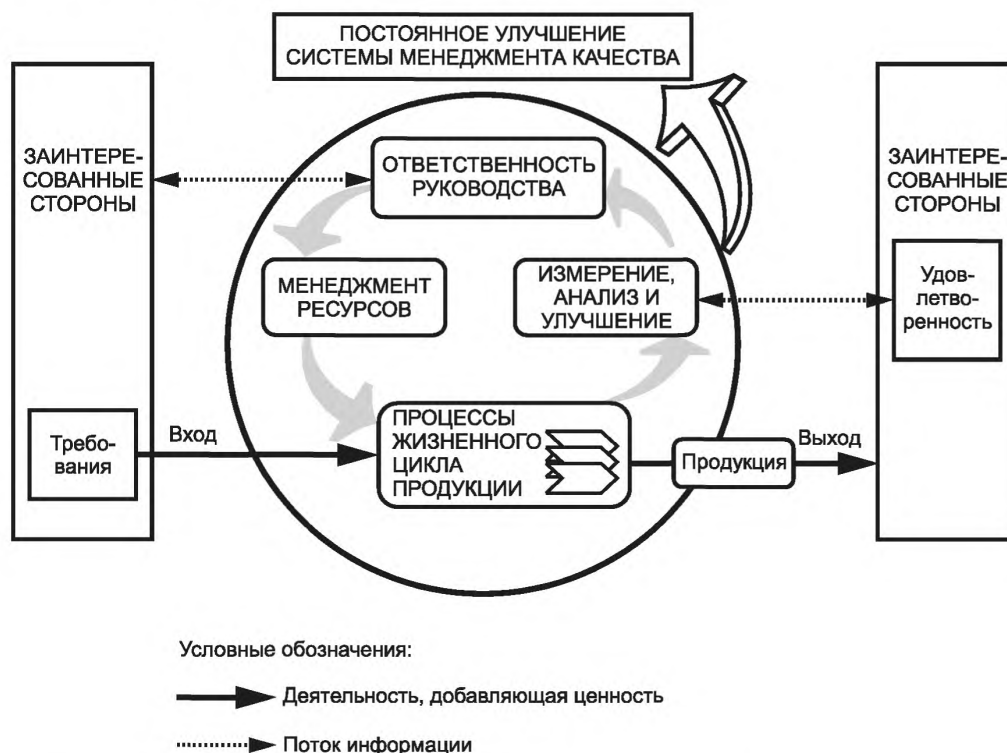 ПОСТОЯННОЕ УЛУЧШЕНИЕ
СИСТЕМЫ МЕНЕДЖМЕНТА КАЧЕСТВА
ЗАИНТЕРЕ-
СОВАННЫЕ
СТОРОНЫ
ОТВЕТСТВЕННОСТЬ
РУКОВОДСТВА
ЗАИНТЕРЕ-
СОВАННЫЕ
СТОРОНЫ
МЕНЕДЖМЕНТ
РЕСУРСОВ
ИЗМЕРЕНИЕ,
АНАЛИЗ И
УЛУЧШЕНИЕ
Удов-
летво-
ренность
Требо-
вания
Вход
ПРОЦЕССЫ
ЖИЗНЕННОГО
ЦИКЛА
ПРОДУКЦИИ
Продукция
Выход
Условные обозначения:
Деятельность, добавляющая ценность
Поток информации